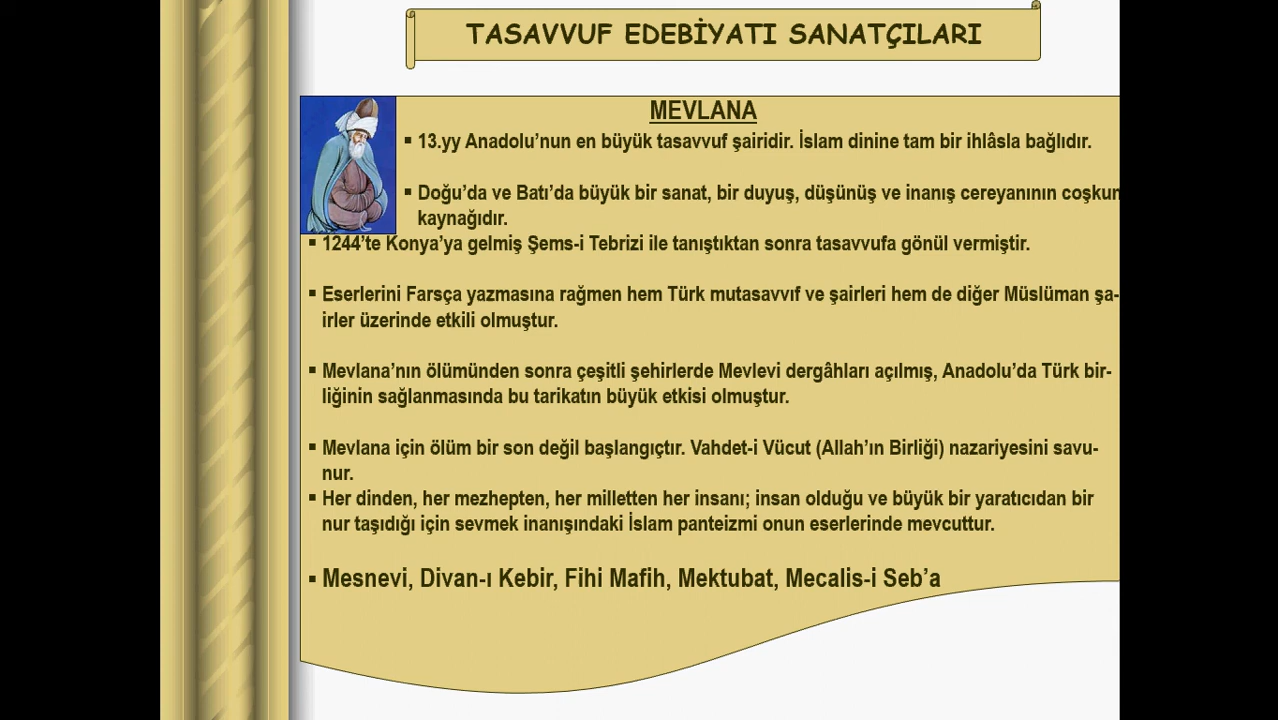 TASAVVUF EDEBİYATI SANATÇILARI
MEVLANA
▪ 13.yy Anadolu’nun en büyük tasavvuf şairidir. İslam dinine tam bir ihlâsla bağlıdır.
▪ Doğu’da ve Batı’da büyük bir sanat, bir duyuş, düşünüş ve inanış cereyanının coşkun
kaynağıdır.
▪ 1244’te Konya’ya gelmiş Şems-i Tebrizi ile tanıştıktan sonra tasavvufa gönül vermiştir.
▪ Eserlerini Farsça yazmasına rağmen hem Türk mutasavvıf ve şairleri hem de diğer Müslüman şa-
irler üzerinde etkili olmuştur.
▪ Mevlana’nın ölümünden sonra çeşitli şehirlerde Mevlevi dergâhları açılmış, Anadolu’da Türk bir-
liğinin sağlanmasında bu tarikatın büyük etkisi olmuştur.
▪ Mevlana için ölüm bir son değil başlangıçtır. Vahdet-i Vücut (Allah’ın Birliği) nazariyesini savu-
nur.
▪ Her dinden, her mezhepten, her milletten her insanı; insan olduğu ve büyük bir yaratıcıdan bir
nur taşıdığı için sevmek inanışındaki İslam panteizmi onun eserlerinde mevcuttur.
▪ Mesnevi, Divan-ı Kebir, Fihi Mafih, Mektubat, Mecalis-i Seb’a